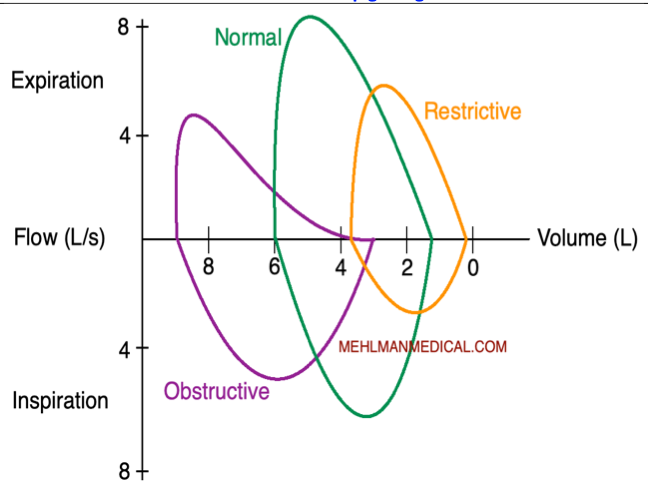 8
Normal
Expiration
Restrictive
4
Flow (L/s)
Volume (L)
8
6
4
2
0
4
MEHLMANMEDICAL.COM
Obstructive
Inspiration
8